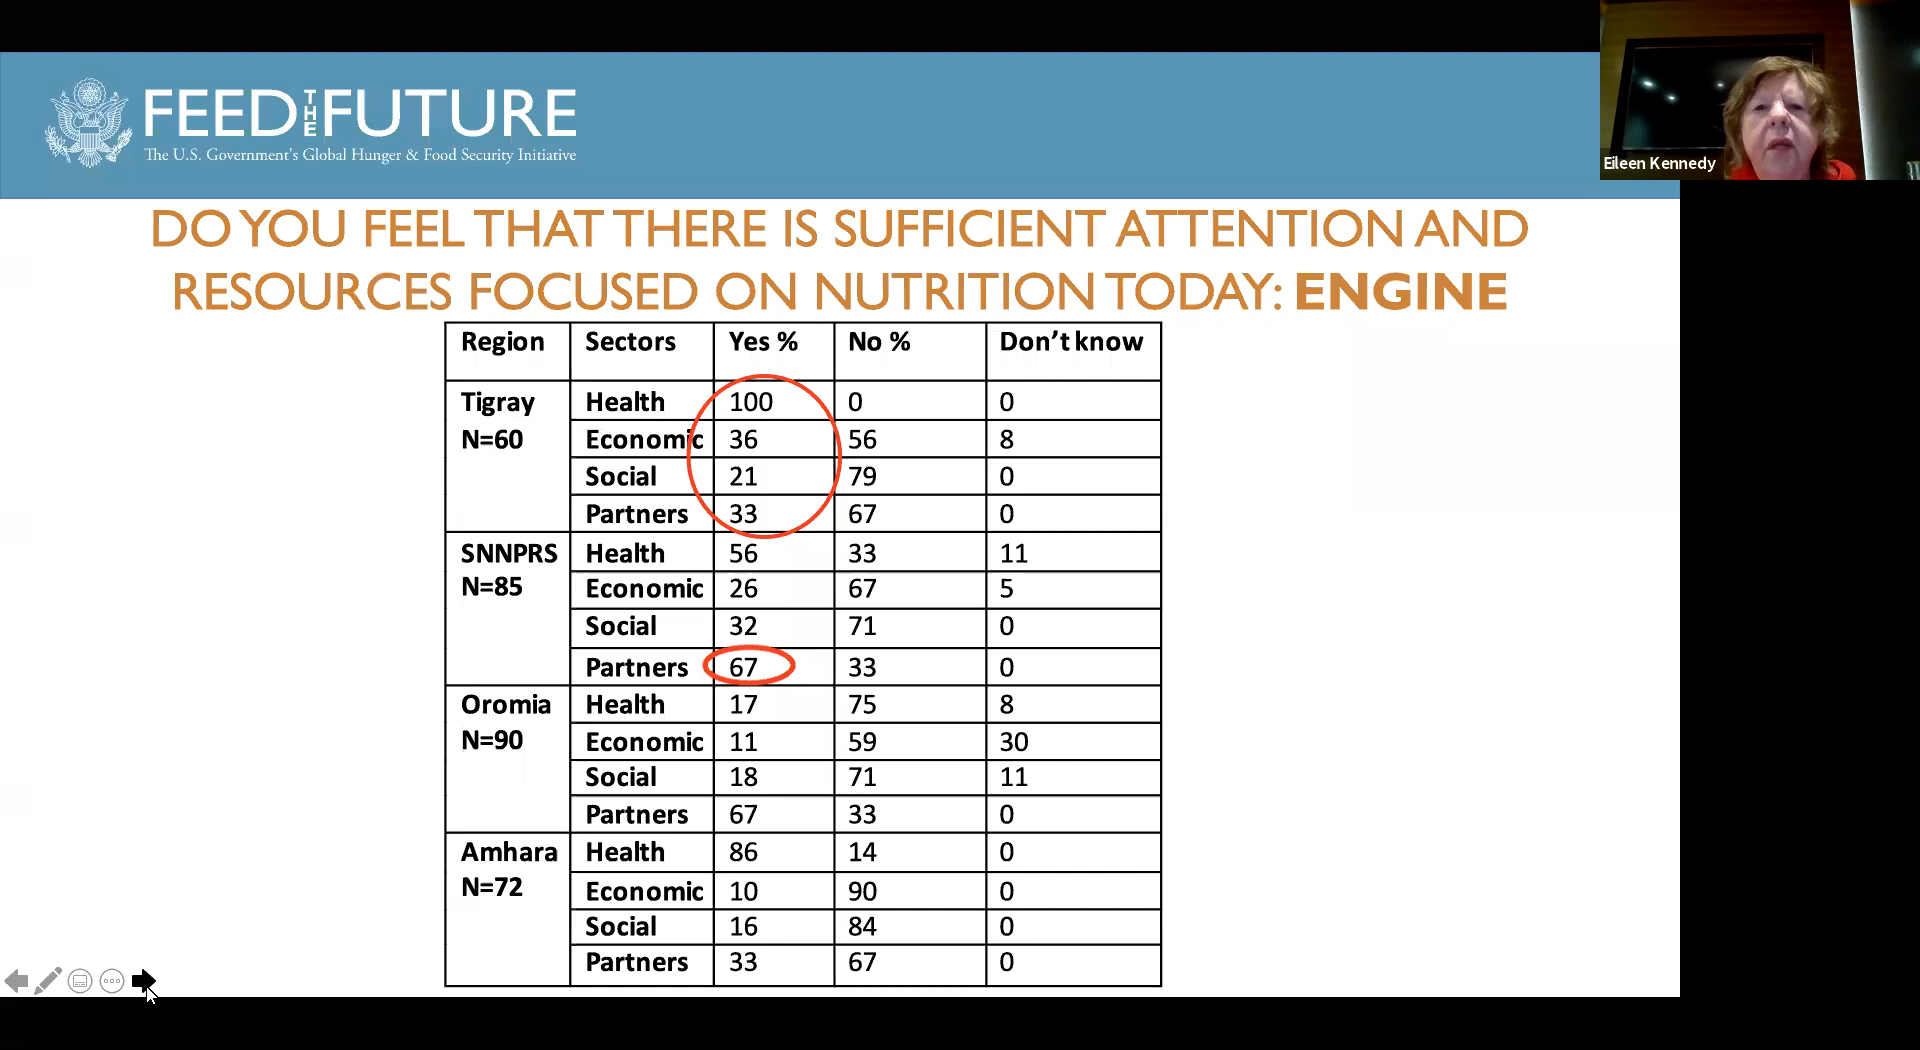 FEED THE FUTURE
The U.S. Government's Global Hunger & Food Security Initiative
Eileen Kennedy
DO YOU FEEL THAT THERE IS SUFFICIENT ATTENTION AND
RESOURCES FOCUSED ON NUTRITION TODAY: ENGINE
Region Sectors Yes % No % Don't know
Tigray Health 100 0 0
N=60 Economic 36 56 8
Social 21 79 0
Partners 33 67 0
SNNPRS Health 56 33 11
N=85 Economic 26 67 5
Social 32 71 0
Partners 67 33 0
Oromia Health 17 75 8
N=90 Economic 11 59 30
Social 18 71 11
Partners 67 33 0
Amhara Health 86 14 0
N=72 Economic 10 90 0
Social 16 84 0
Partners 33 67 0